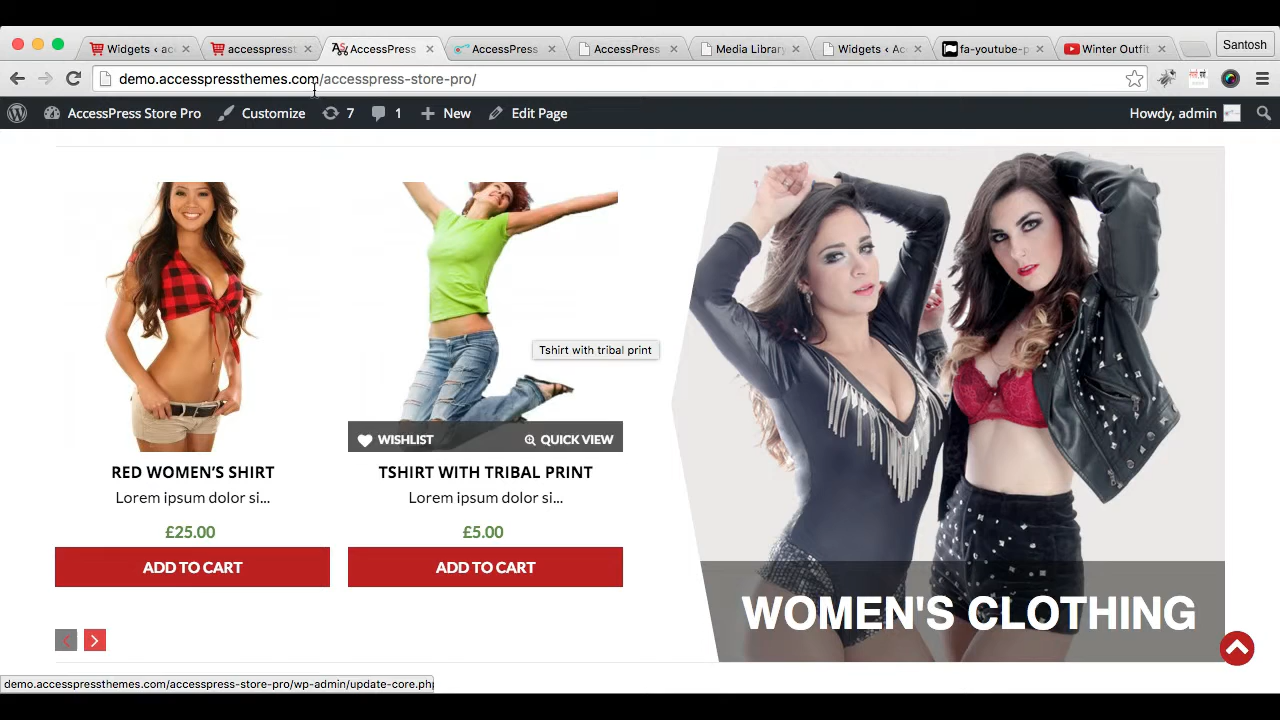 Widgets ‹ acc
accesspresst
AccessPress
AccessPress
AccessPress
Media Library
Widgets ‹ Ac
fa-youtube-p
Winter Outfit
Santosh
demo.accesspressthemes.com/accesspress-store-pro/
AccessPress Store Pro
Customize
7
1
New
Edit Page
Howdy, admin
Tshirt with tribal print
WISHLIST
QUICK VIEW
RED WOMEN'S SHIRT
TSHIRT WITH TRIBAL PRINT
Lorem ipsum dolor si...
Lorem ipsum dolor si...
£25.00
£5.00
ADD TO CART
ADD TO CART
WOMEN'S CLOTHING
demo.accesspressthemes.com/accesspress-store-pro/wp-admin/update-core.php